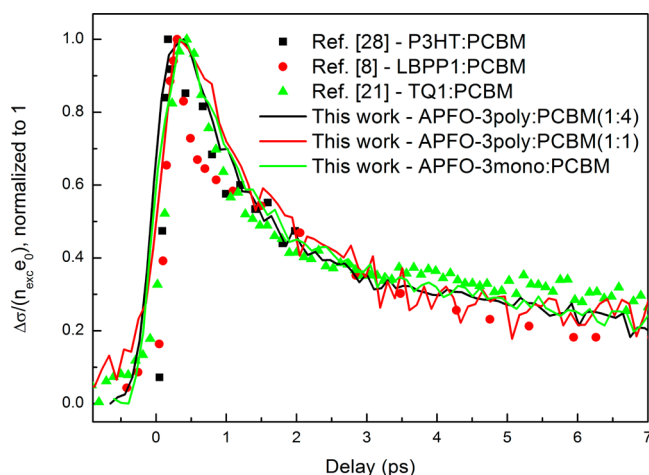 Ref. [28] - P3HT:PCBM
Ref. [8] - LBPP1:PCBM
Ref. [21] - TQ1:PCBM
This work - APFO-3poly:PCBM(1:4)
This work - APFO-3poly:PCBM(1:1)
This work - APFO-3mono:PCBM
Δσ/(n_exc e_0), normalized to 1
1.0
0.8
0.6
0.4
0.2
0.0
0 1 2 3 4 5 6 7
Delay (ps)